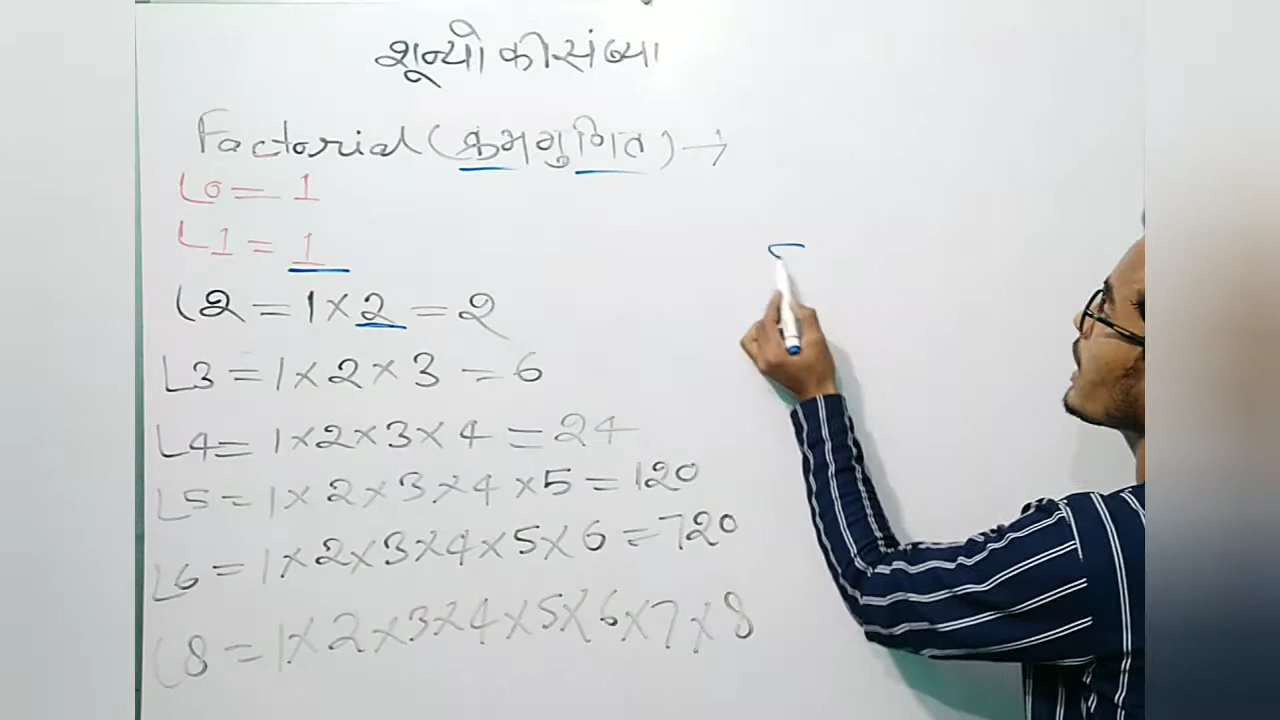 शून्यो की संख्या
Factorial (क्रमगुणित) →
∟0 = 1
∟1 = 1
∟2 = 1 × 2 = 2
∟3 = 1 × 2 × 3 = 6
∟4 = 1 × 2 × 3 × 4 = 24
∟5 = 1 × 2 × 3 × 4 × 5 = 120
∟6 = 1 × 2 × 3 × 4 × 5 × 6 = 720
∟8 = 1 × 2 × 3 × 4 × 5 × 6 × 7 × 8